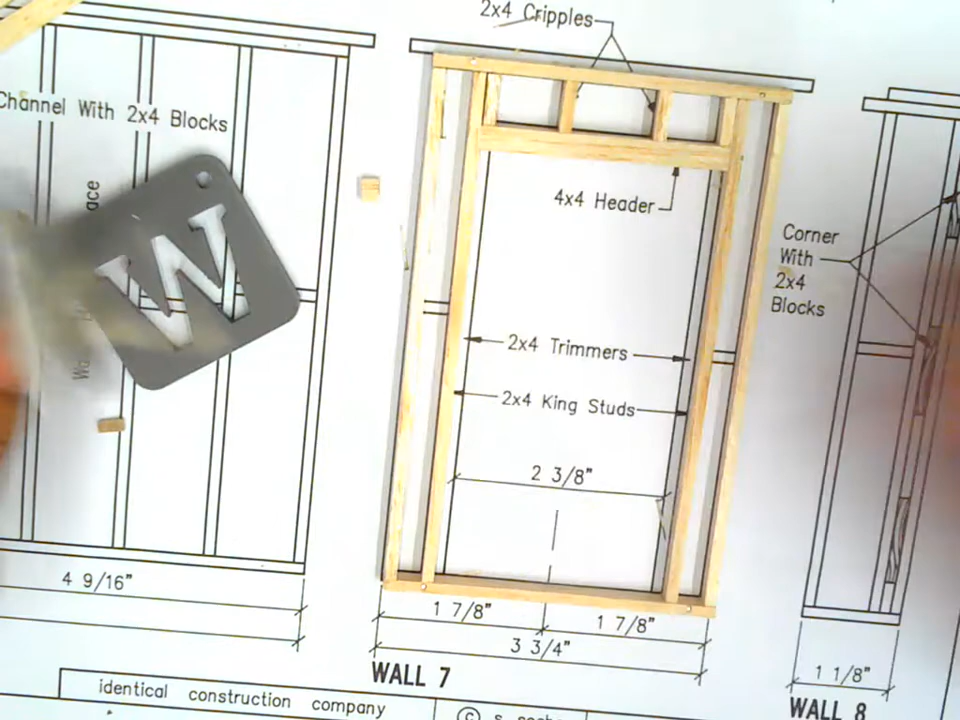 2x4 Cripples
Channel With 2x4 Blocks
ace
W
4x4 Header
Corner
With
2x4
Blocks
2x4 Trimmers
2x4 King Studs
2 3/8"
4 9/16"
1 7/8"
1 7/8"
3 3/4"
WALL 7
1 1/8"
WALL 8
identical construction company